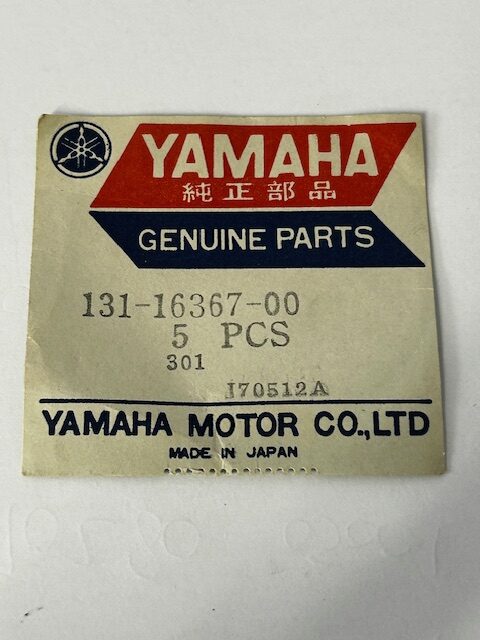 YAMAHA
純正部品
GENUINE PARTS
131-16367-00
5 PCS
301
J70512A
YAMAHA MOTOR CO.,LTD
MADE IN JAPAN